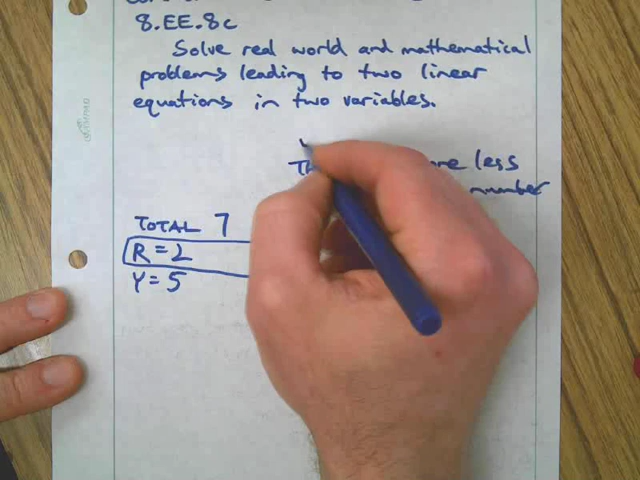 8.EE.8c
Solve real world and mathematical
problems leading to two linear
equations in two variables.
less
number
TOTAL 7
R = 2
Y = 5